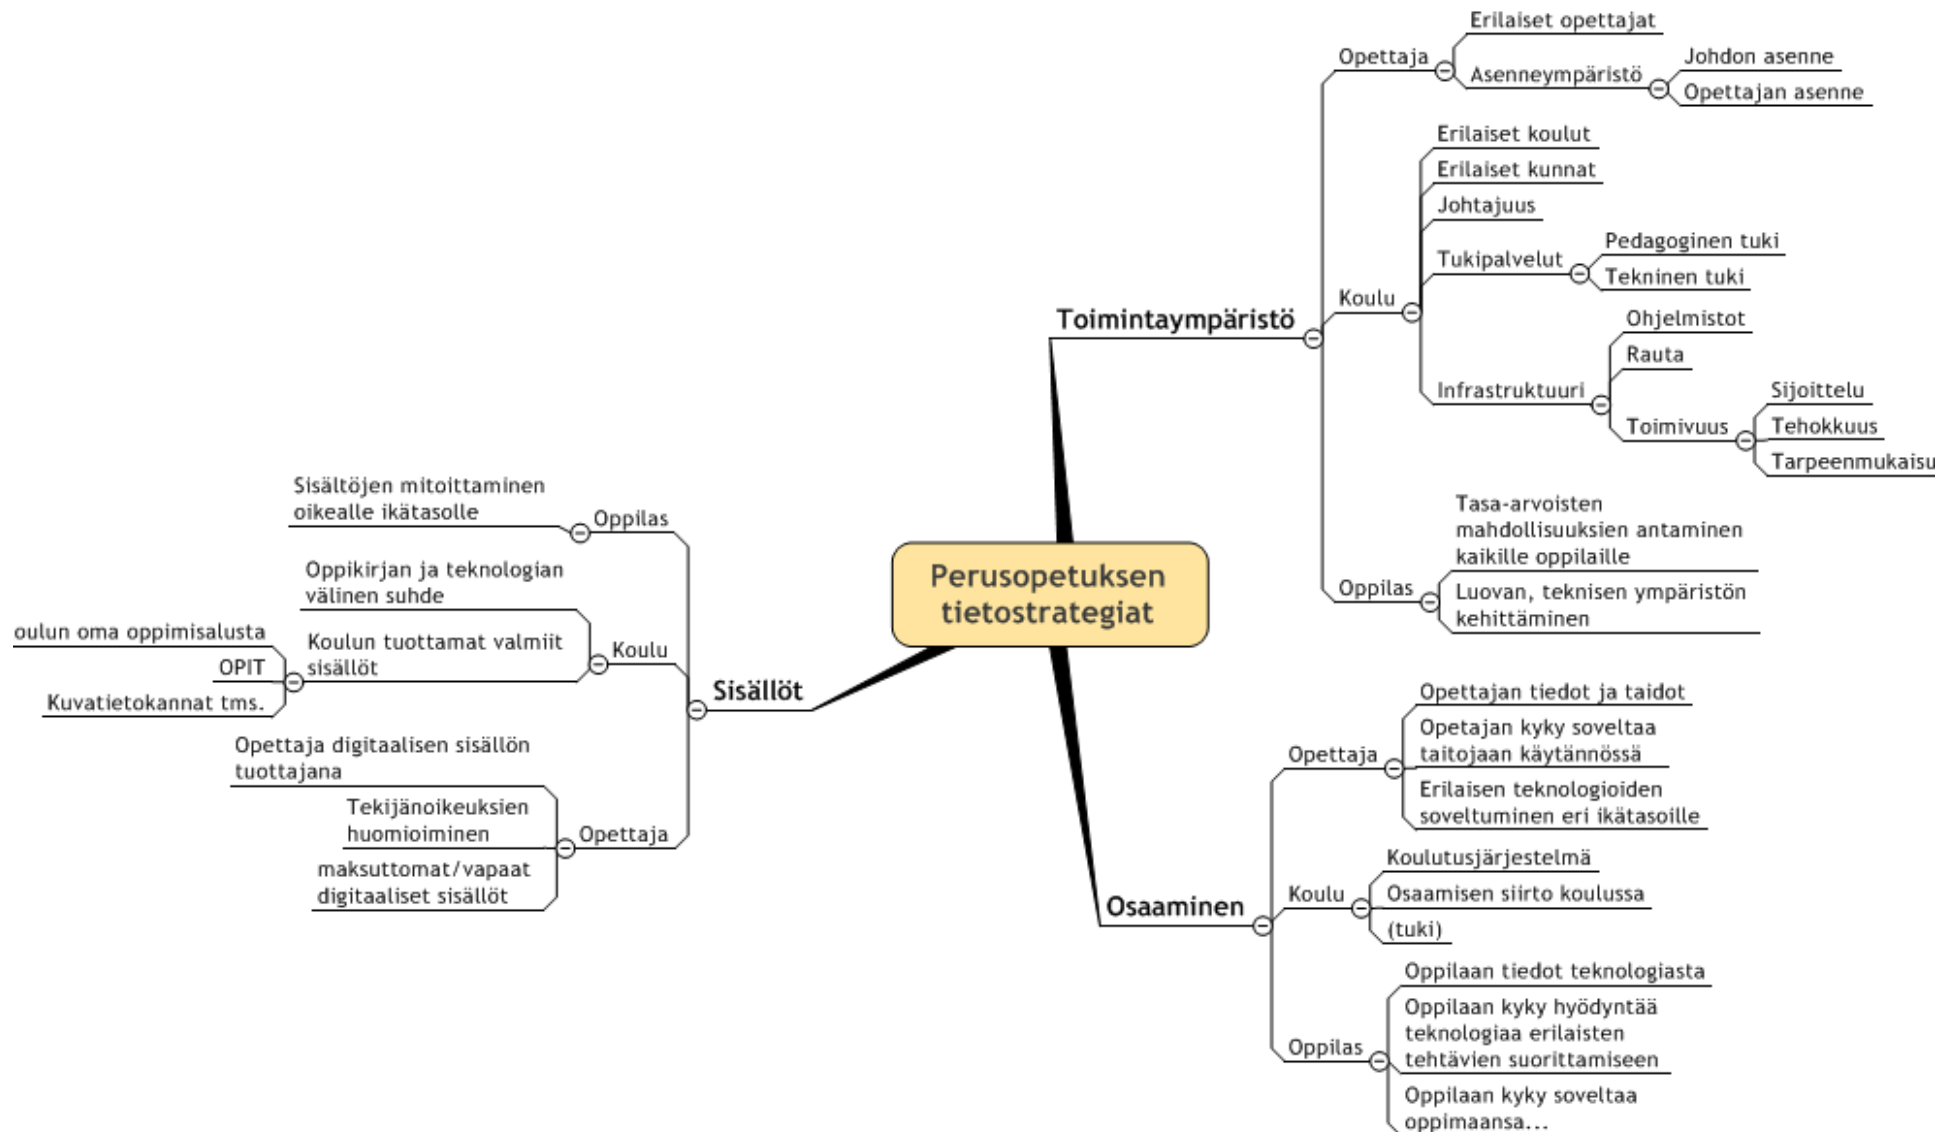 Perusopetuksen
tietostrategiat
Toimintaympäristö
Opettaja
Erilaiset opettajat
Asenneympäristö
Johdon asenne
Opettajan asenne
Koulu
Erilaiset koulut
Erilaiset kunnat
Johtajuus
Tukipalvelut
Pedagoginen tuki
Tekninen tuki
Infrastruktuuri
Ohjelmistot
Rauta
Toimivuus
Sijoittelu
Tehokkuus
Tarpeenmukaisu
Oppilas
Tasa-arvoisten
mahdollisuuksien antaminen
kaikille oppilaille
Luovan, teknisen ympäristön
kehittäminen
Osaaminen
Opettaja
Opettajan tiedot ja taidot
Opetajan kyky soveltaa
taitojaan käytännössä
Erilaisen teknologioiden
soveltuminen eri ikätasoille
Koulu
Koulutusjärjestelmä
Osaamisen siirto koulussa
(tuki)
Oppilas
Oppilaan tiedot teknologiasta
Oppilaan kyky hyödyntää
teknologiaa erilaisten
tehtävien suorittamiseen
Oppilaan kyky soveltaa
oppimaansa...
Sisällöt
Oppilas
Sisältöjen mitoittaminen
oikealle ikätasolle
Koulu
Oppikirjan ja teknologian
välinen suhde
Koulun tuottamat valmiit
sisällöt
oulun oma oppimisalusta
OPIT
Kuvatietokannat tms.
Opettaja
Opettaja digitaalisen sisällön
tuottajana
Tekijänoikeuksien
huomioiminen
maksuttomat/vapaat
digitaaliset sisällöt